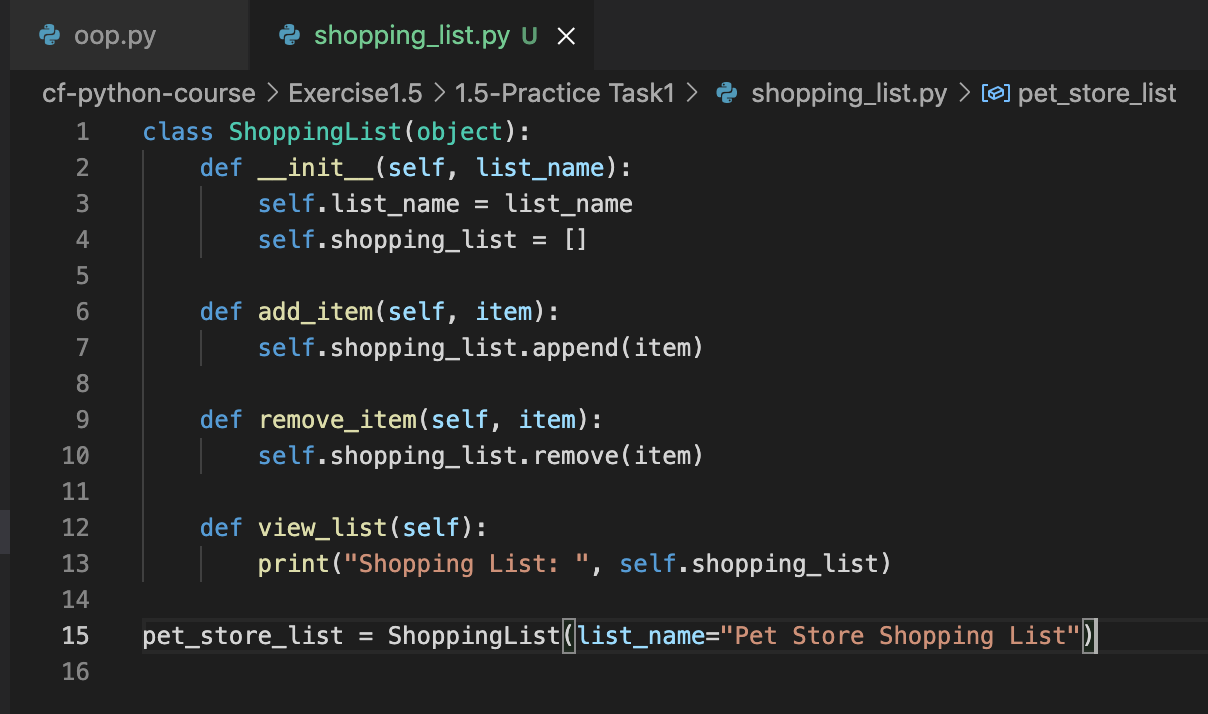 oop.py shopping_list.py U
cf-python-course > Exercise1.5 > 1.5-Practice Task1 > shopping_list.py > pet_store_list
1 class ShoppingList(object):
2     def __init__(self, list_name):
3         self.list_name = list_name
4         self.shopping_list = []
5
6     def add_item(self, item):
7         self.shopping_list.append(item)
8
9     def remove_item(self, item):
10         self.shopping_list.remove(item)
11
12     def view_list(self):
13         print("Shopping List: ", self.shopping_list)
14
15 pet_store_list = ShoppingList(list_name="Pet Store Shopping List")
16